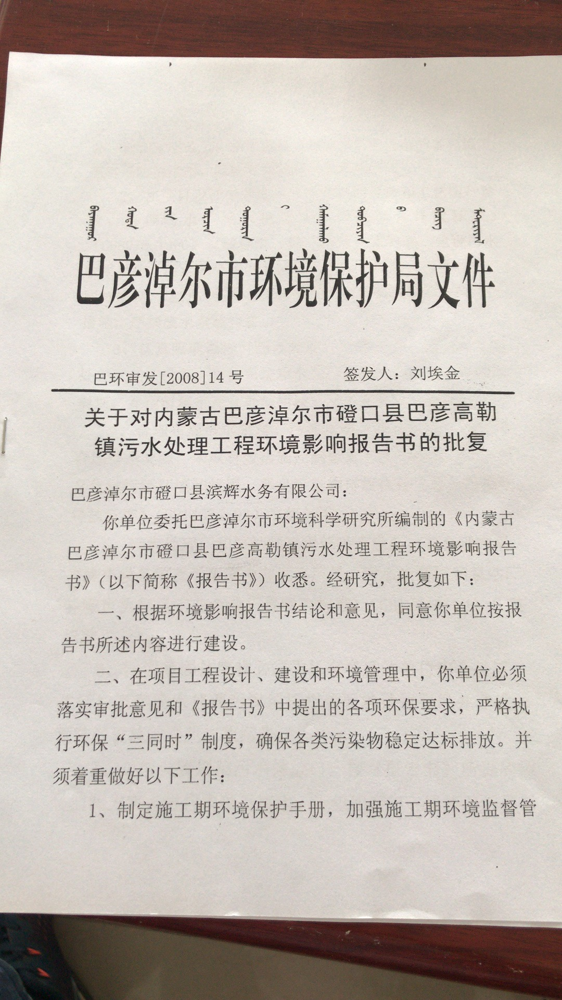 巴彦淖尔市环境保护局文件
巴环审发[2008]14 号
签发人：刘埃金
关于对内蒙古巴彦淖尔市磴口县巴彦高勒
镇污水处理工程环境影响报告书的批复
巴彦淖尔市磴口县滨辉水务有限公司：
你单位委托巴彦淖尔市环境科学研究所编制的《内蒙古
巴彦淖尔市磴口县巴彦高勒镇污水处理工程环境影响报告
书》（以下简称《报告书》）收悉。经研究，批复如下：
一、根据环境影响报告书结论和意见，同意你单位按报
告书所述内容进行建设。
二、在项目工程设计、建设和环境管理中，你单位必须
落实审批意见和《报告书》中提出的各项环保要求，严格执
行环保“三同时”制度，确保各类污染物稳定达标排放。并
须着重做好以下工作：
1、制定施工期环境保护手册，加强施工期环境监督管